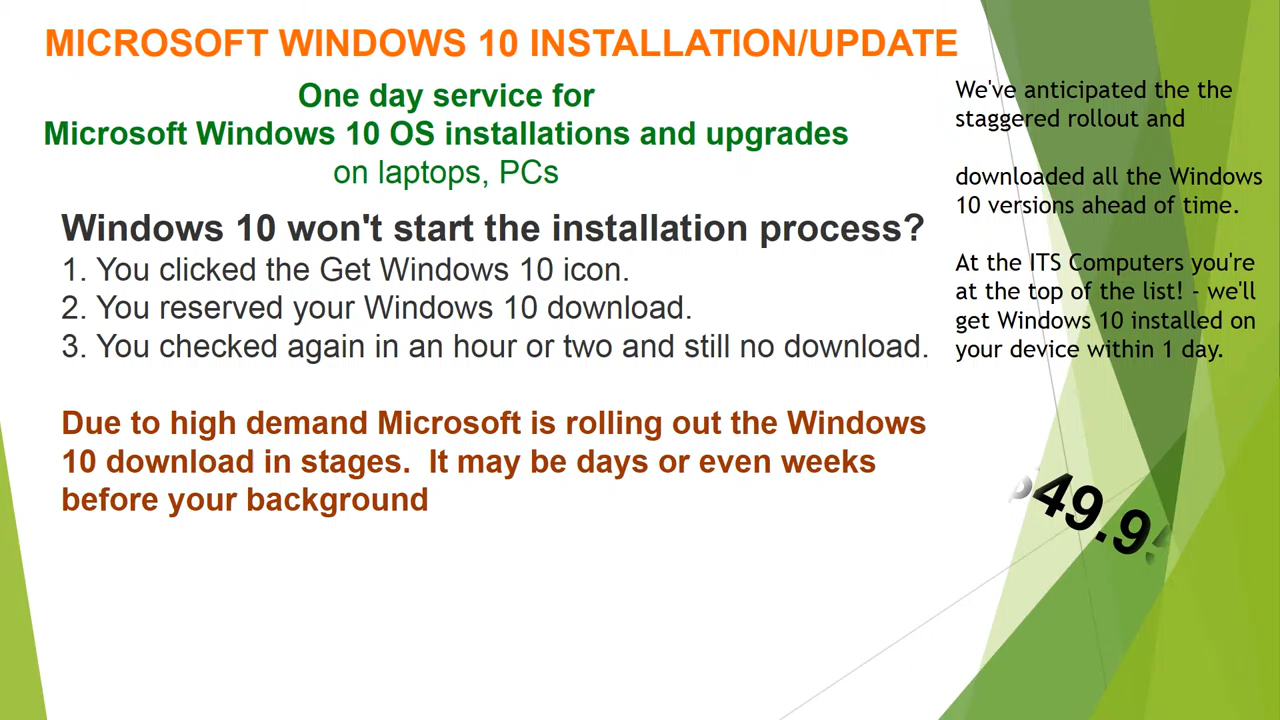 MICROSOFT WINDOWS 10 INSTALLATION/UPDATE
One day service for
Microsoft Windows 10 OS installations and upgrades
on laptops, PCs
Windows 10 won't start the installation process?
1. You clicked the Get Windows 10 icon.
2. You reserved your Windows 10 download.
3. You checked again in an hour or two and still no download.
Due to high demand Microsoft is rolling out the Windows
10 download in stages.  It may be days or even weeks
before your background
We've anticipated the the
staggered rollout and
downloaded all the Windows
10 versions ahead of time.
At the ITS Computers you're
at the top of the list! - we'll
get Windows 10 installed on
your device within 1 day.